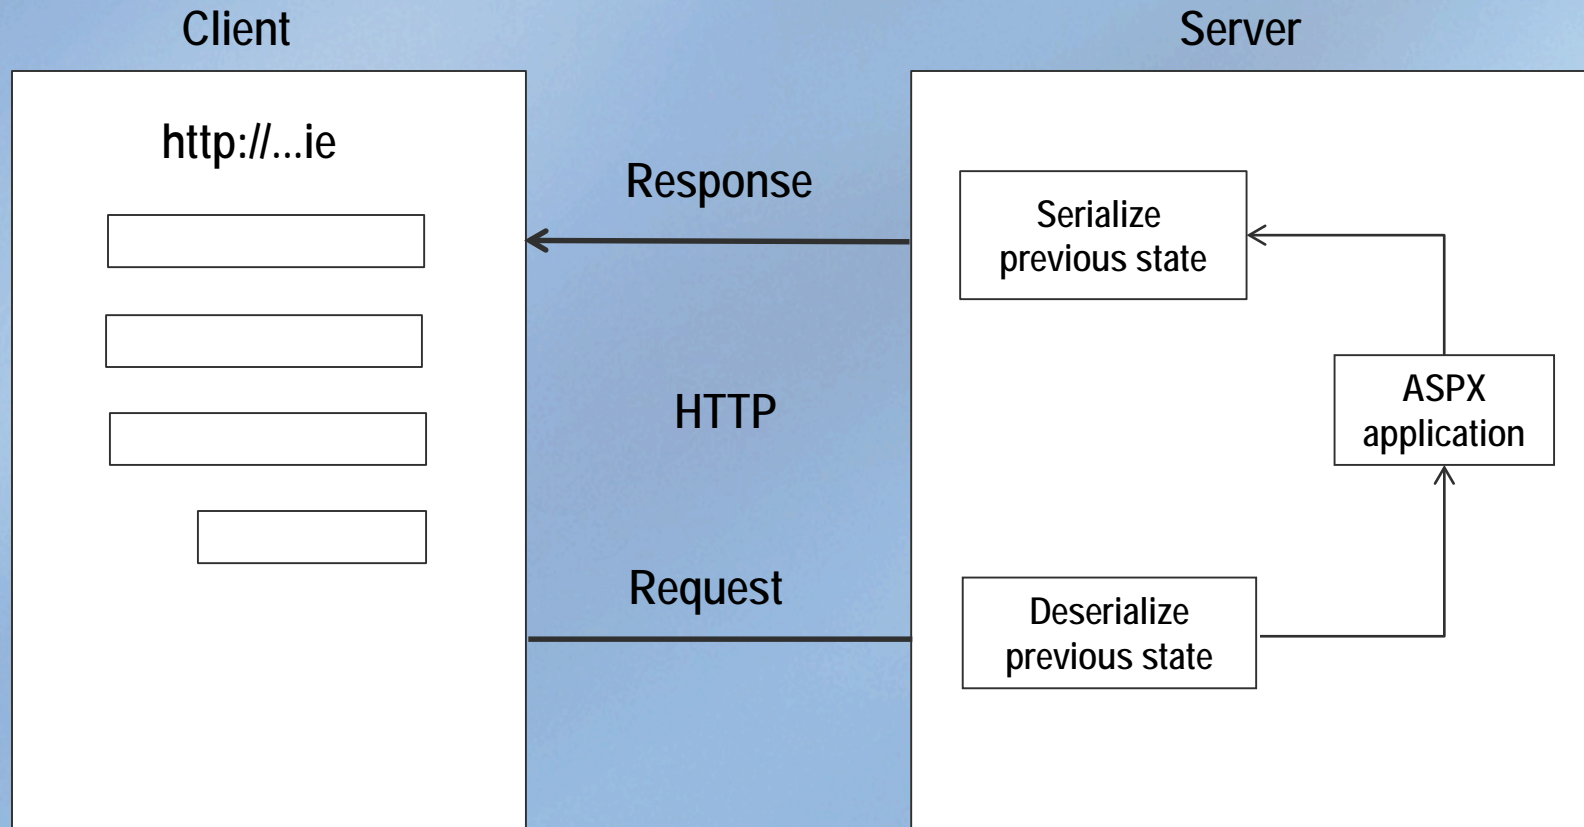 Client
Server
http://...ie
Response
Serialize
previous state
HTTP
ASPX
application
Request
Deserialize
previous state